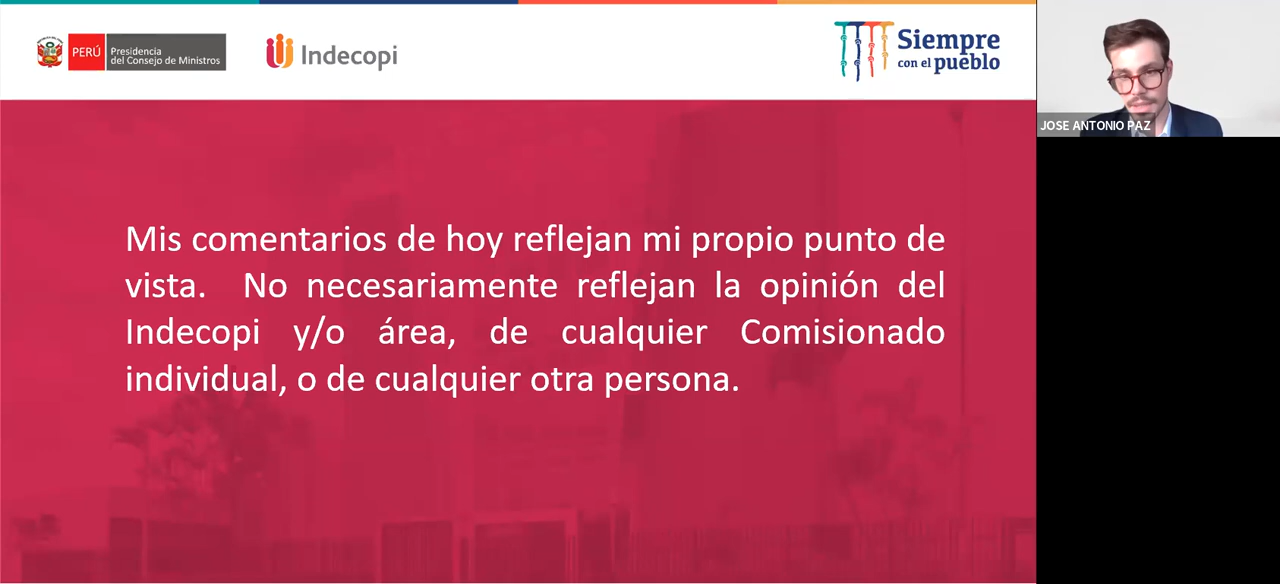 PERÚ
Presidencia
del Consejo de Ministros
Indecopi
Siempre
con el pueblo
JOSE ANTONIO PAZ
Mis comentarios de hoy reflejan mi propio punto de
vista. No necesariamente reflejan la opinión del
Indecopi y/o área, de cualquier Comisionado
individual, o de cualquier otra persona.